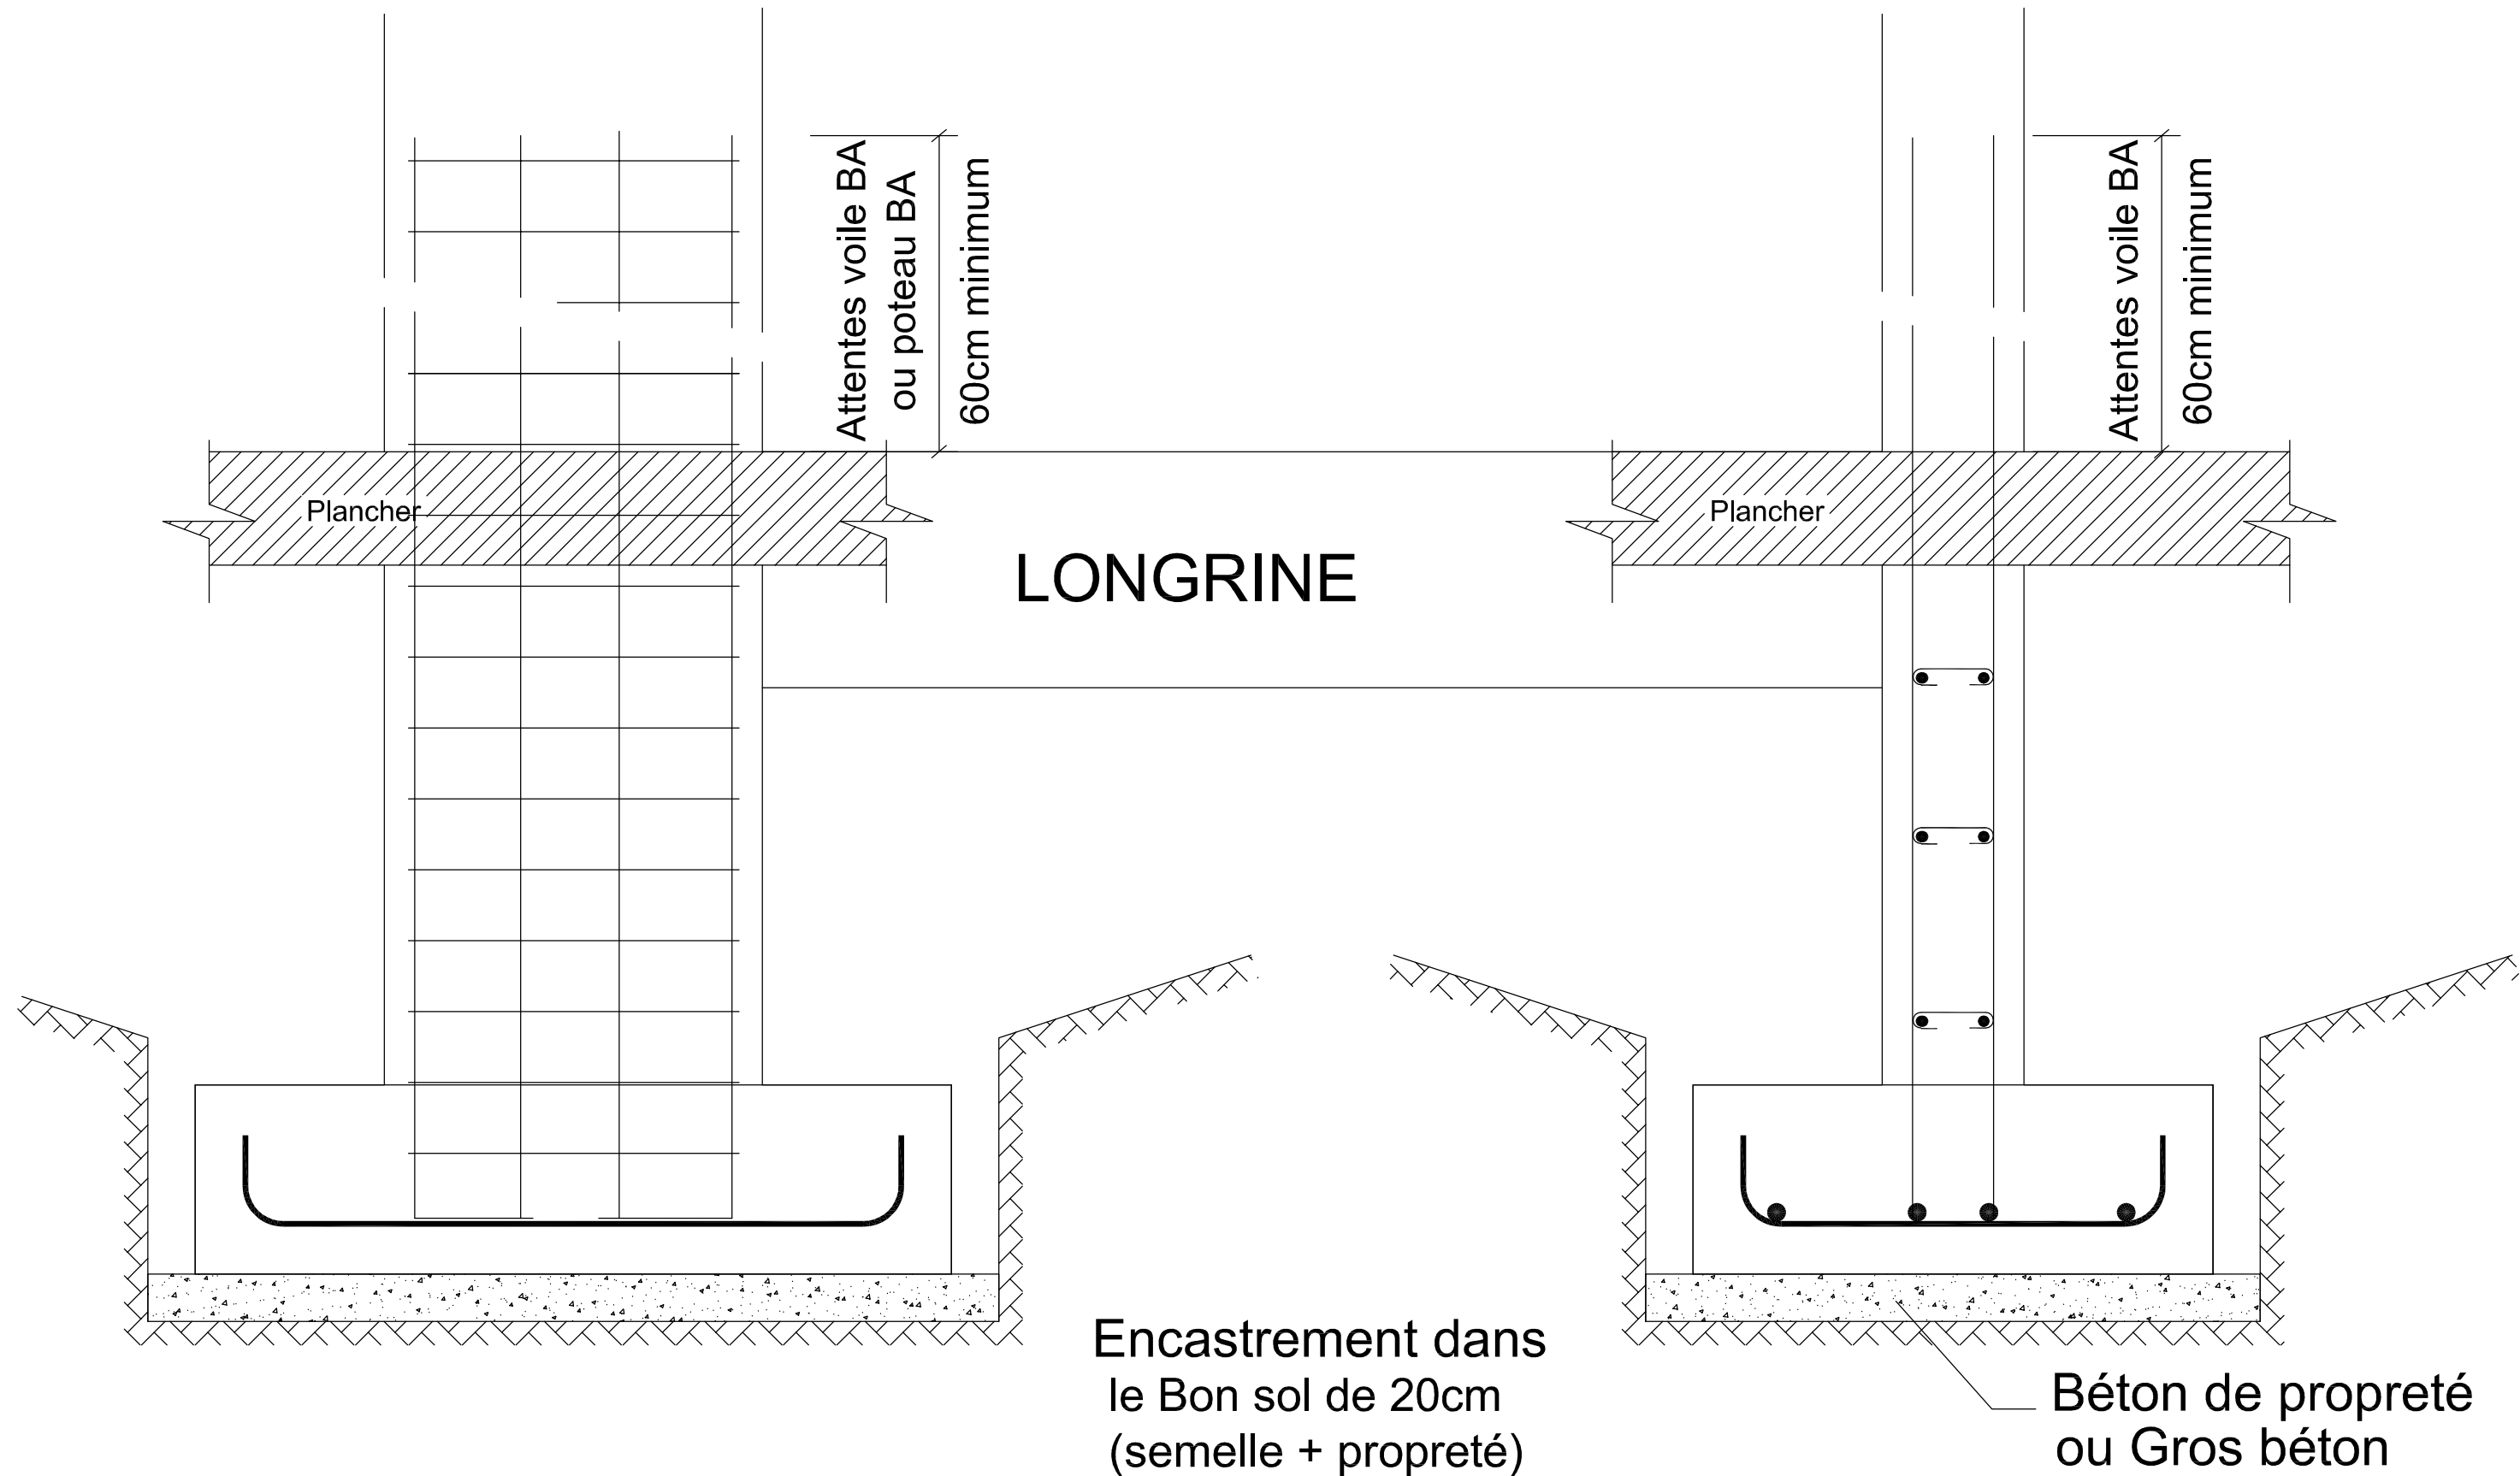 Attentes voile BA
ou poteau BA
60cm minimum
Attentes voile BA
60cm minimum
Plancher
Plancher
LONGRINE
Encastrement dans
le Bon sol de 20cm
(semelle + propreté)
Béton de propreté
ou Gros béton